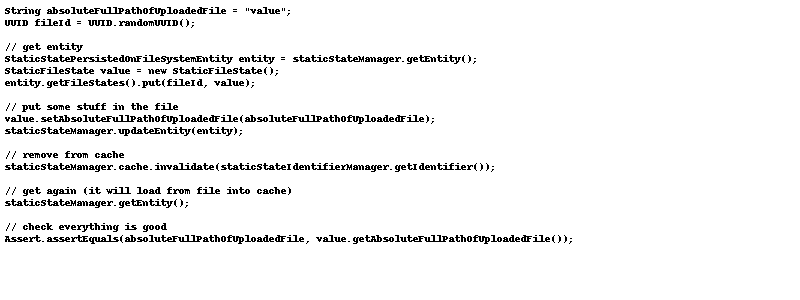 String absoluteFullPathOfUploadedFile = "value";
UUID fileId = UUID.randomUUID();

// get entity
StaticStatePersistedOnFileSystemEntity entity = staticStateManager.getEntity();
StaticFileState value = new StaticFileState();
entity.getFileStates().put(fileId, value);

// put some stuff in the file
value.setAbsoluteFullPathOfUploadedFile(absoluteFullPathOfUploadedFile);
staticStateManager.updateEntity(entity);

// remove from cache
staticStateManager.cache.invalidate(staticStateIdentifierManager.getIdentifier());

// get again (it will load from file into cache)
staticStateManager.getEntity();

// check everything is good
Assert.assertEquals(absoluteFullPathOfUploadedFile, value.getAbsoluteFullPathOfUploadedFile());